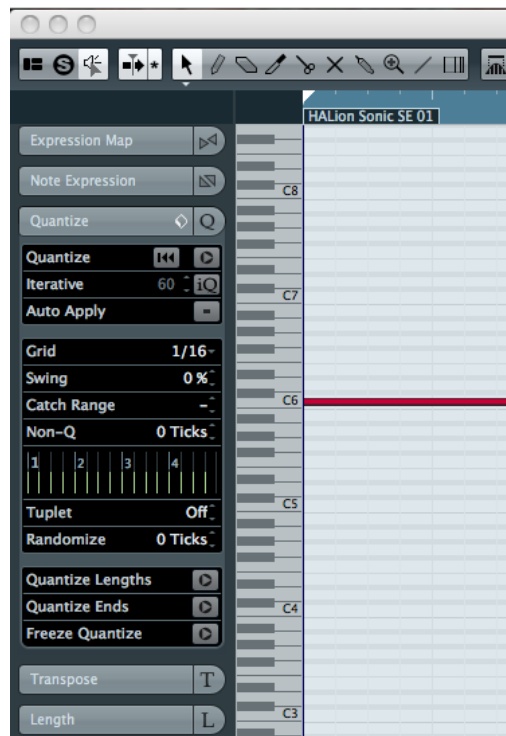 HALion Sonic SE 01
Expression Map
Note Expression
Quantize Q
Quantize
Iterative 60 iQ
Auto Apply
Grid 1/16
Swing 0 %
Catch Range –
Non-Q 0 Ticks
1 2 3 4
Tuplet Off
Randomize 0 Ticks
Quantize Lengths
Quantize Ends
Freeze Quantize
Transpose T
Length L
C8
C7
C6
C5
C4
C3